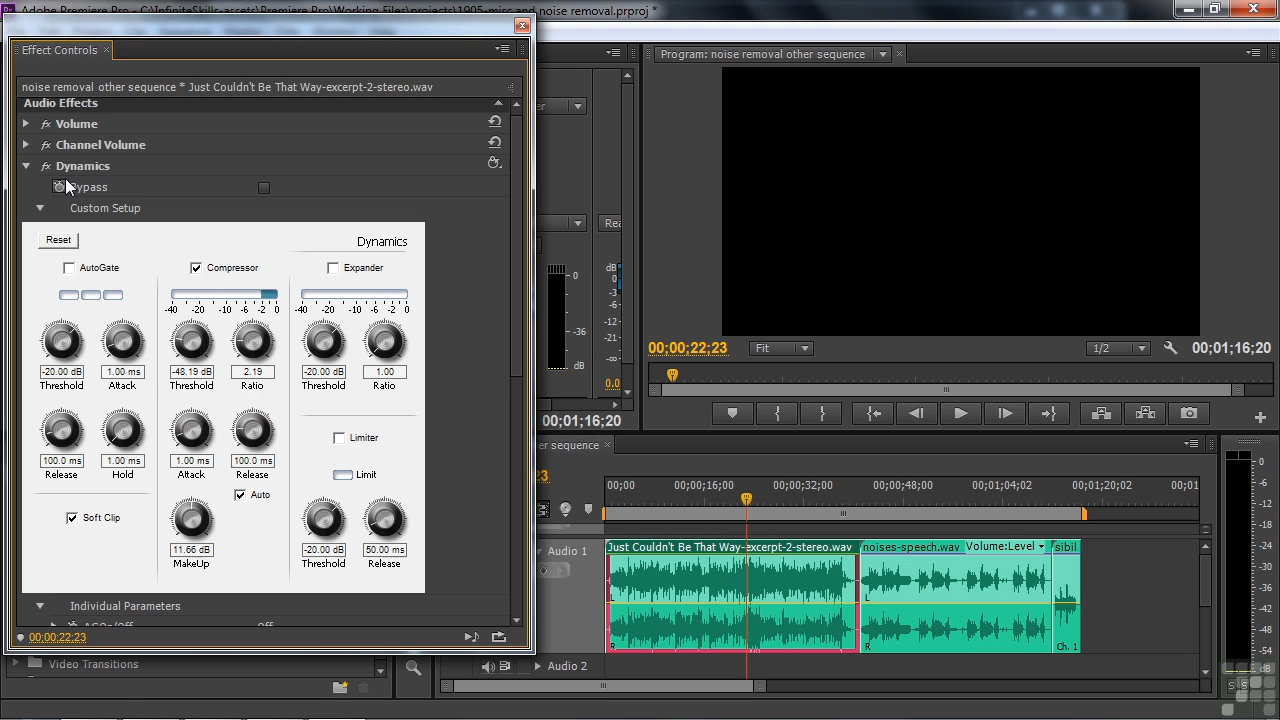 Adobe Premiere Pro - C:\InfiniteSkills-assets\Premiere Pro\Working Files\projects\1905-misc and noise removal.prproj *
Effect Controls
noise removal other sequence * Just Couldn't Be That Way-excerpt-2-stereo.wav
Audio Effects
fx Volume
fx Channel Volume
fx Dynamics
Bypass
Custom Setup
Reset
Dynamics
AutoGate
Compressor
Expander
-40 -20 -10 -6 -2 0
-40 -20 -10 -6 -2 0
-20.00 dB 1.00 ms -48.19 dB 2.19 -20.00 dB 1.00
Threshold Attack Threshold Ratio Threshold Ratio
Limiter
100.0 ms 1.00 ms 1.00 ms 100.0 ms
Release Hold Attack Release
Limit
Auto
Soft Clip
11.66 dB -20.00 dB 50.00 ms
MakeUp Threshold Release
Individual Parameters
Off
00:00:22:23
Video Transitions
Rea
dB
0
-3
-6
-12
-21
-∞
0.0
0
-36
dB
00;01;16;20
Program: noise removal other sequence
00;00;22;23
Fit
1/2
00;01;16;20
er sequence
23
00;00 00;00;16;00 00;00;32;00 00;00;48;00 00;01;04;02 00;01;20;02 00;01
Audio 1
Just Couldn't Be That Way-excerpt-2-stereo.wav
noises-speech.wav Volume:Level
sibil
L
R
L
R
Ch. 1
Audio 2
0
-6
-12
-18
-24
-30
-36
-42
-48
-54
dB
S S